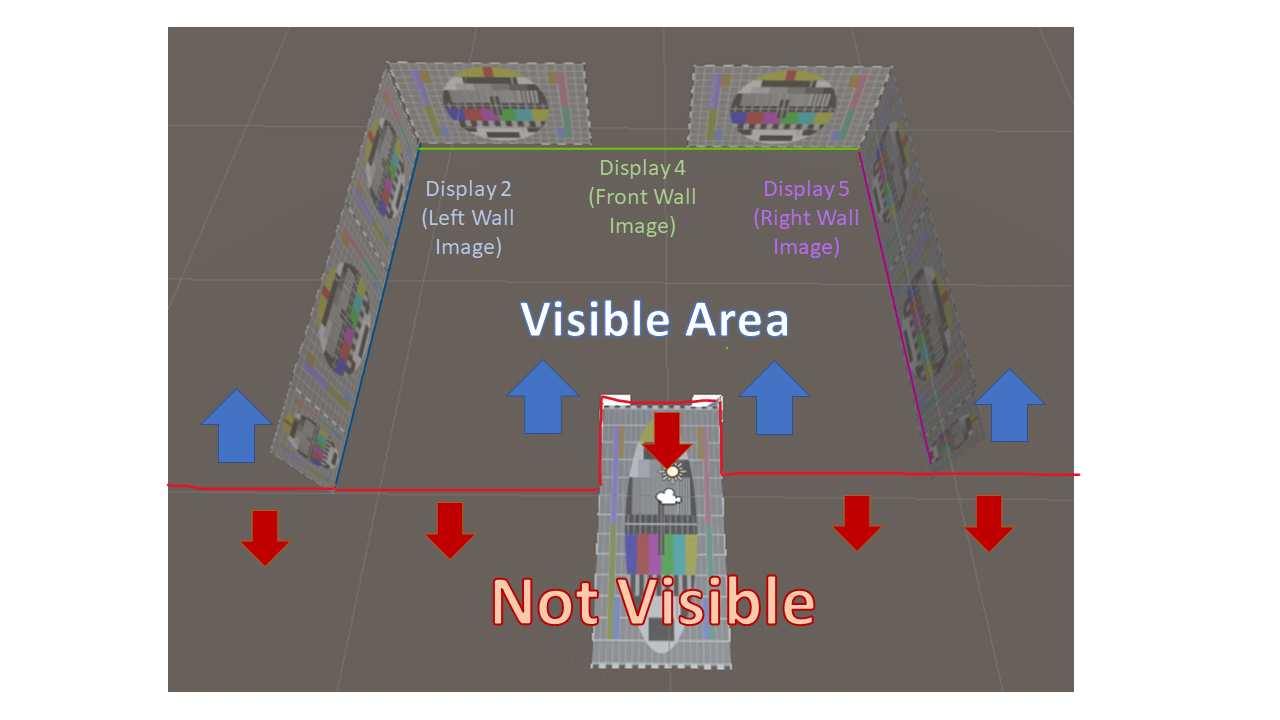 Display 4
(Front Wall
Image)
Display 2
(Left Wall
Image)
Display 5
(Right Wall
Image)
Visible Area
Not Visible